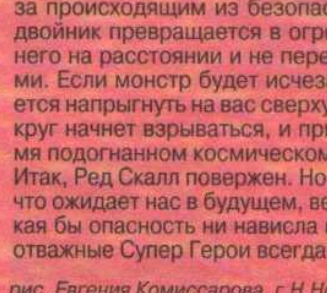 за происходящим из безопас
двойник превращается в огр
него на расстоянии и не пере
ми. Если монстр будет исчез
ется напрыгнуть на вас сверху
круг начнет взрываться, и при
мя подогнанном космическом
Итак, Ред Скалл повержен. Но
что ожидает нас в будущем, ве
кая бы опасность ни нависла
отважные Супер Герои всегда
рис. Евгения Комиссарова, г.Н.Но